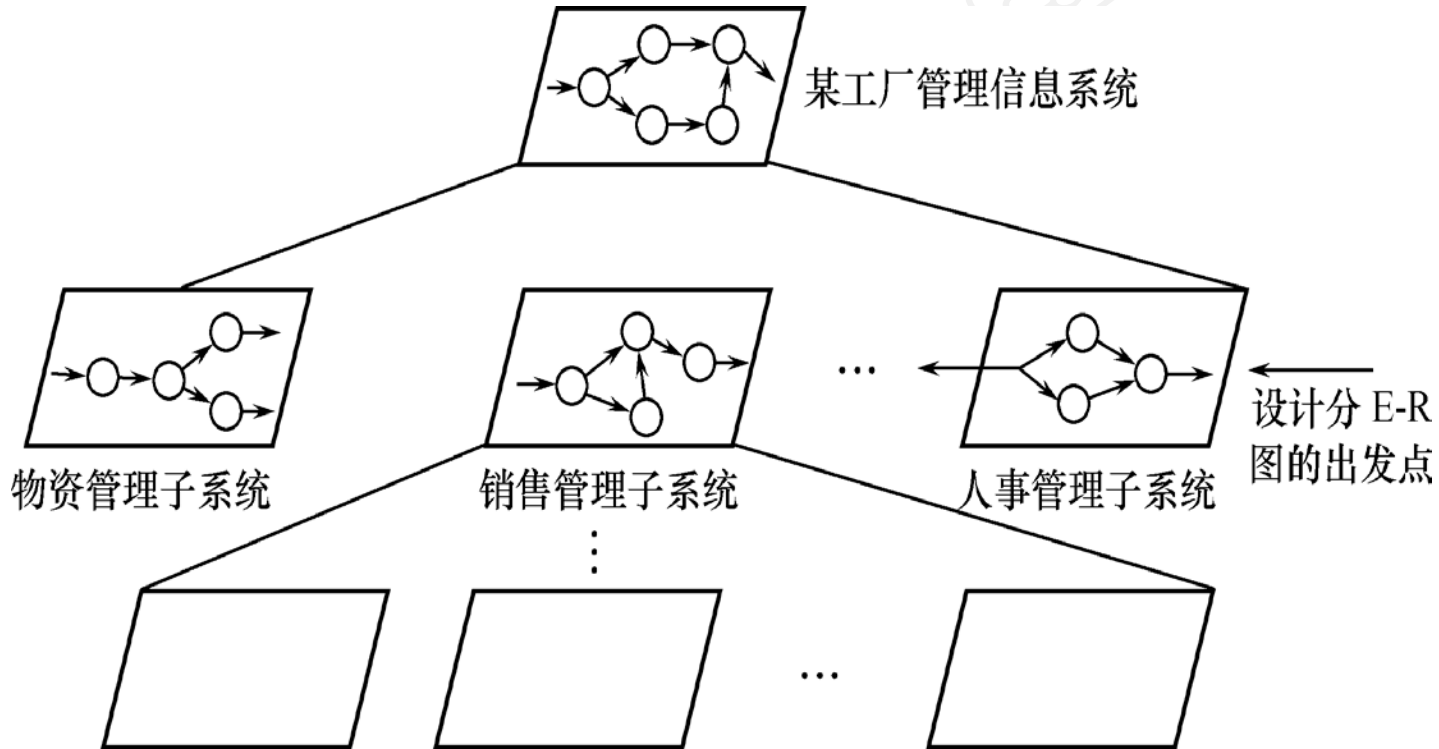 某工厂管理信息系统
…
设计分 E-R
图的出发点
物资管理子系统
销售管理子系统
人事管理子系统
⋮
…